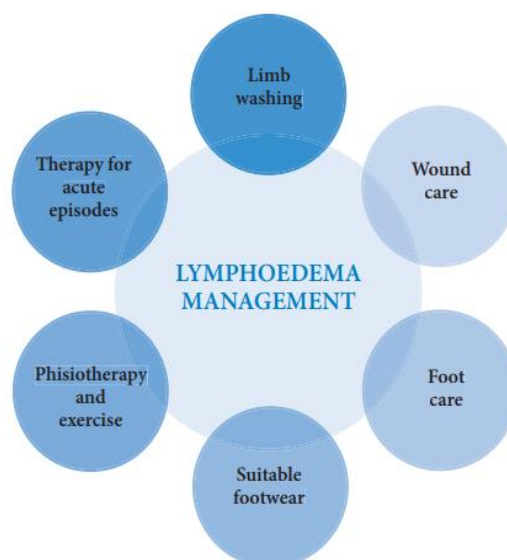 Limb
washing
Wound
care
Foot
care
Suitable
footwear
Phisiotherapy
and
exercise
Therapy for
acute
episodes
LYMPHOEDEMA
MANAGEMENT